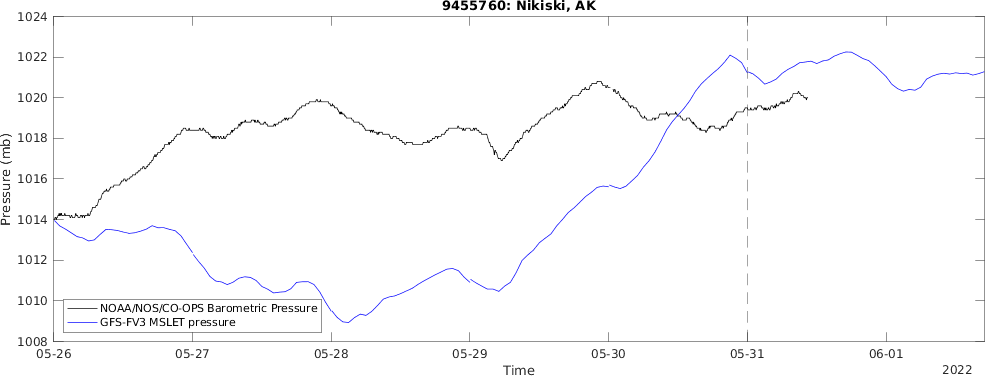 9455760: Nikiski, AK
1024
1022
1020
1018
1016
1014
1012
1010
1008
Pressure (mb)
NOAA/NOS/CO-OPS Barometric Pressure
GFS-FV3 MSLET pressure
05-26 05-27 05-28 05-29 05-30 05-31 06-01
Time
2022